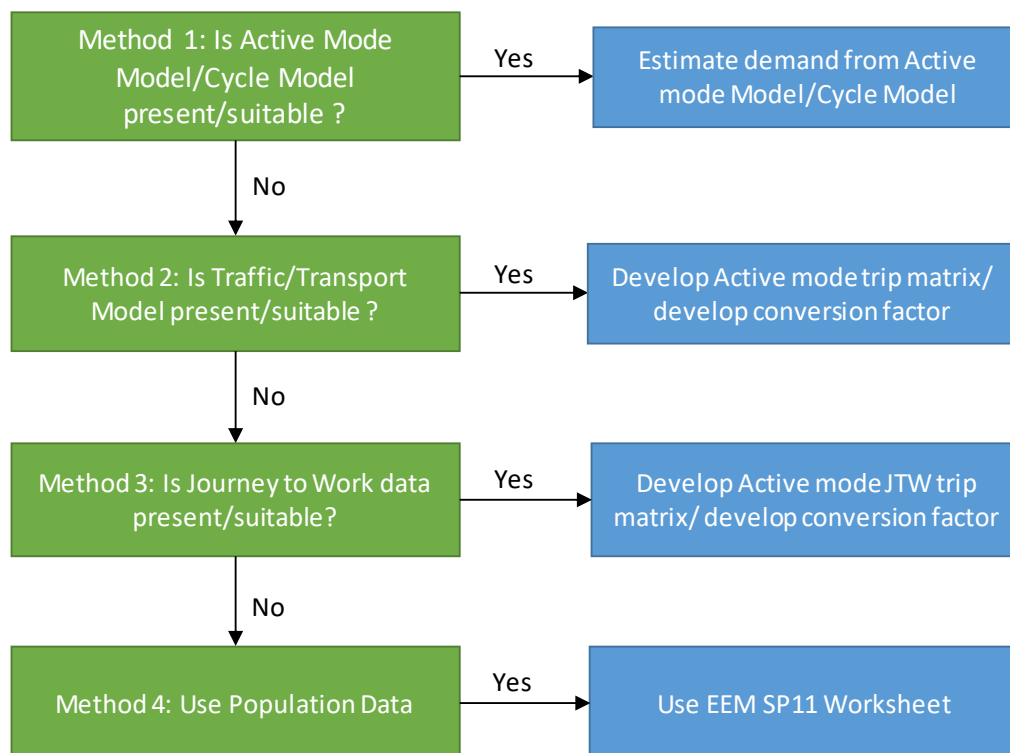 Method 1: Is Active Mode
Model/Cycle Model
present/suitable ?
Yes
Estimate demand from Active
mode Model/Cycle Model
No
Method 2: Is Traffic/Transport
Model present/suitable ?
Yes
Develop Active mode trip matrix/
develop conversion factor
No
Method 3: Is Journey to Work data
present/suitable?
Yes
Develop Active mode JTW trip
matrix/ develop conversion factor
No
Method 4: Use Population Data
Yes
Use EEM SP11 Worksheet